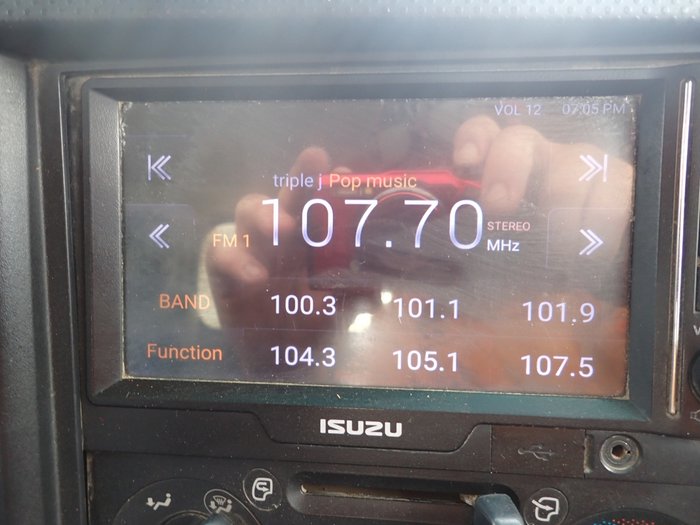 VOL 12 07:05 PM
triple j Pop music
FM 1 107.70 STEREO MHz
BAND 100.3 101.1 101.9
Function 104.3 105.1 107.5
ISUZU